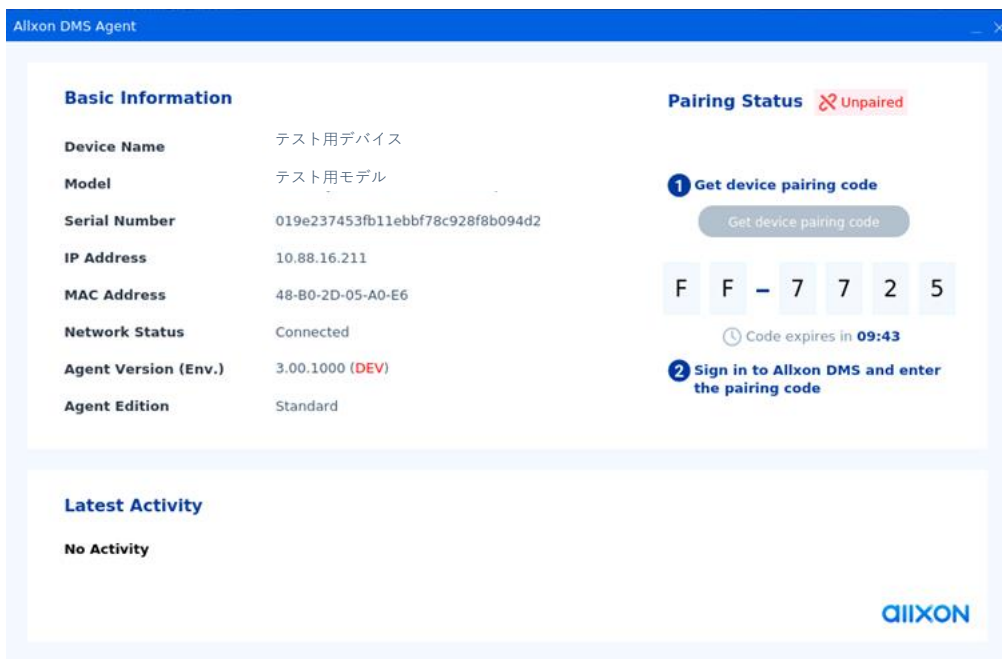 Allxon DMS Agent
Basic Information
Device Name テスト用デバイス
Model テスト用モデル
Serial Number 019e237453fb11ebbf78c928f8b094d2
IP Address 10.88.16.211
MAC Address 48-B0-2D-05-A0-E6
Network Status Connected
Agent Version (Env.) 3.00.1000 (DEV)
Agent Edition Standard
Pairing Status Unpaired
1 Get device pairing code
Get device pairing code
F F – 7 7 2 5
Code expires in 09:43
2 Sign in to Allxon DMS and enter
the pairing code
Latest Activity
No Activity
allxon